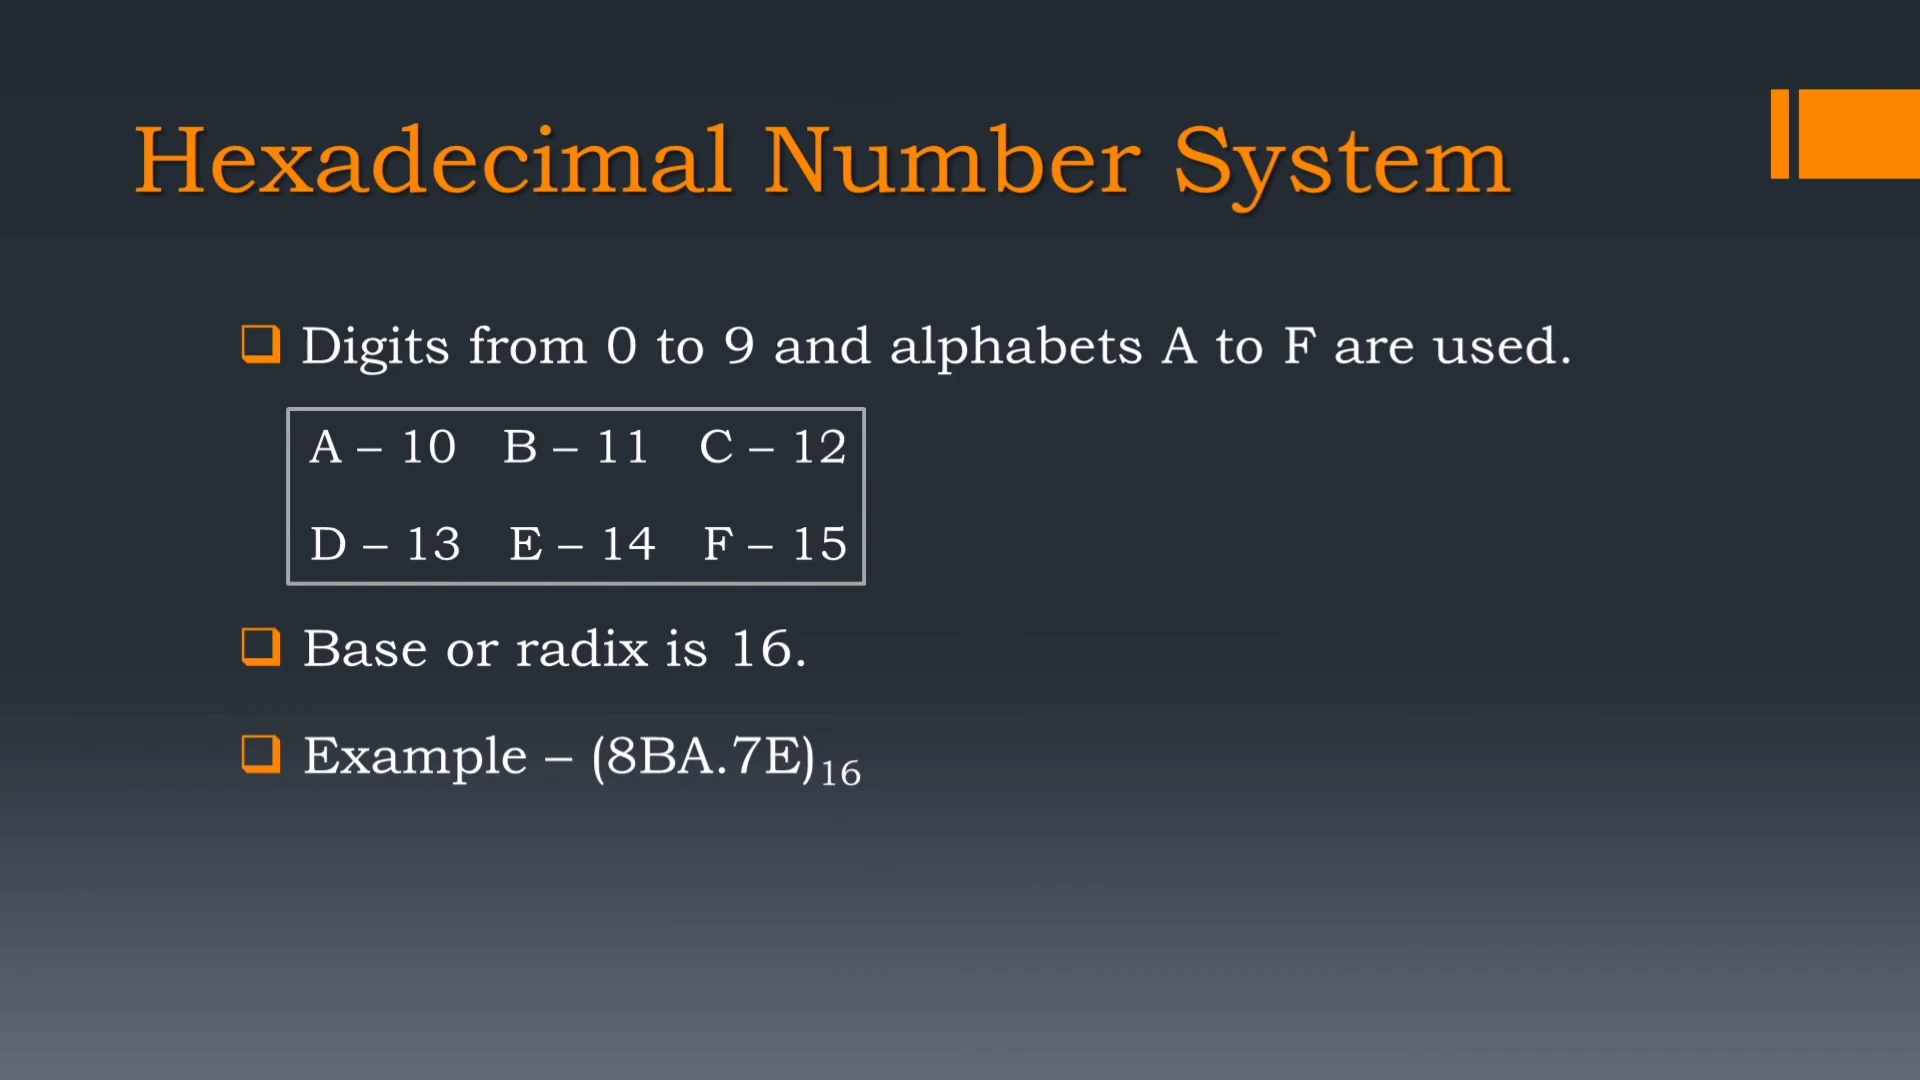 Hexadecimal Number System
Digits from 0 to 9 and alphabets A to F are used.
A – 10 B – 11 C – 12
D – 13 E – 14 F – 15
Base or radix is 16.
Example – (8BA.7E)₁₆